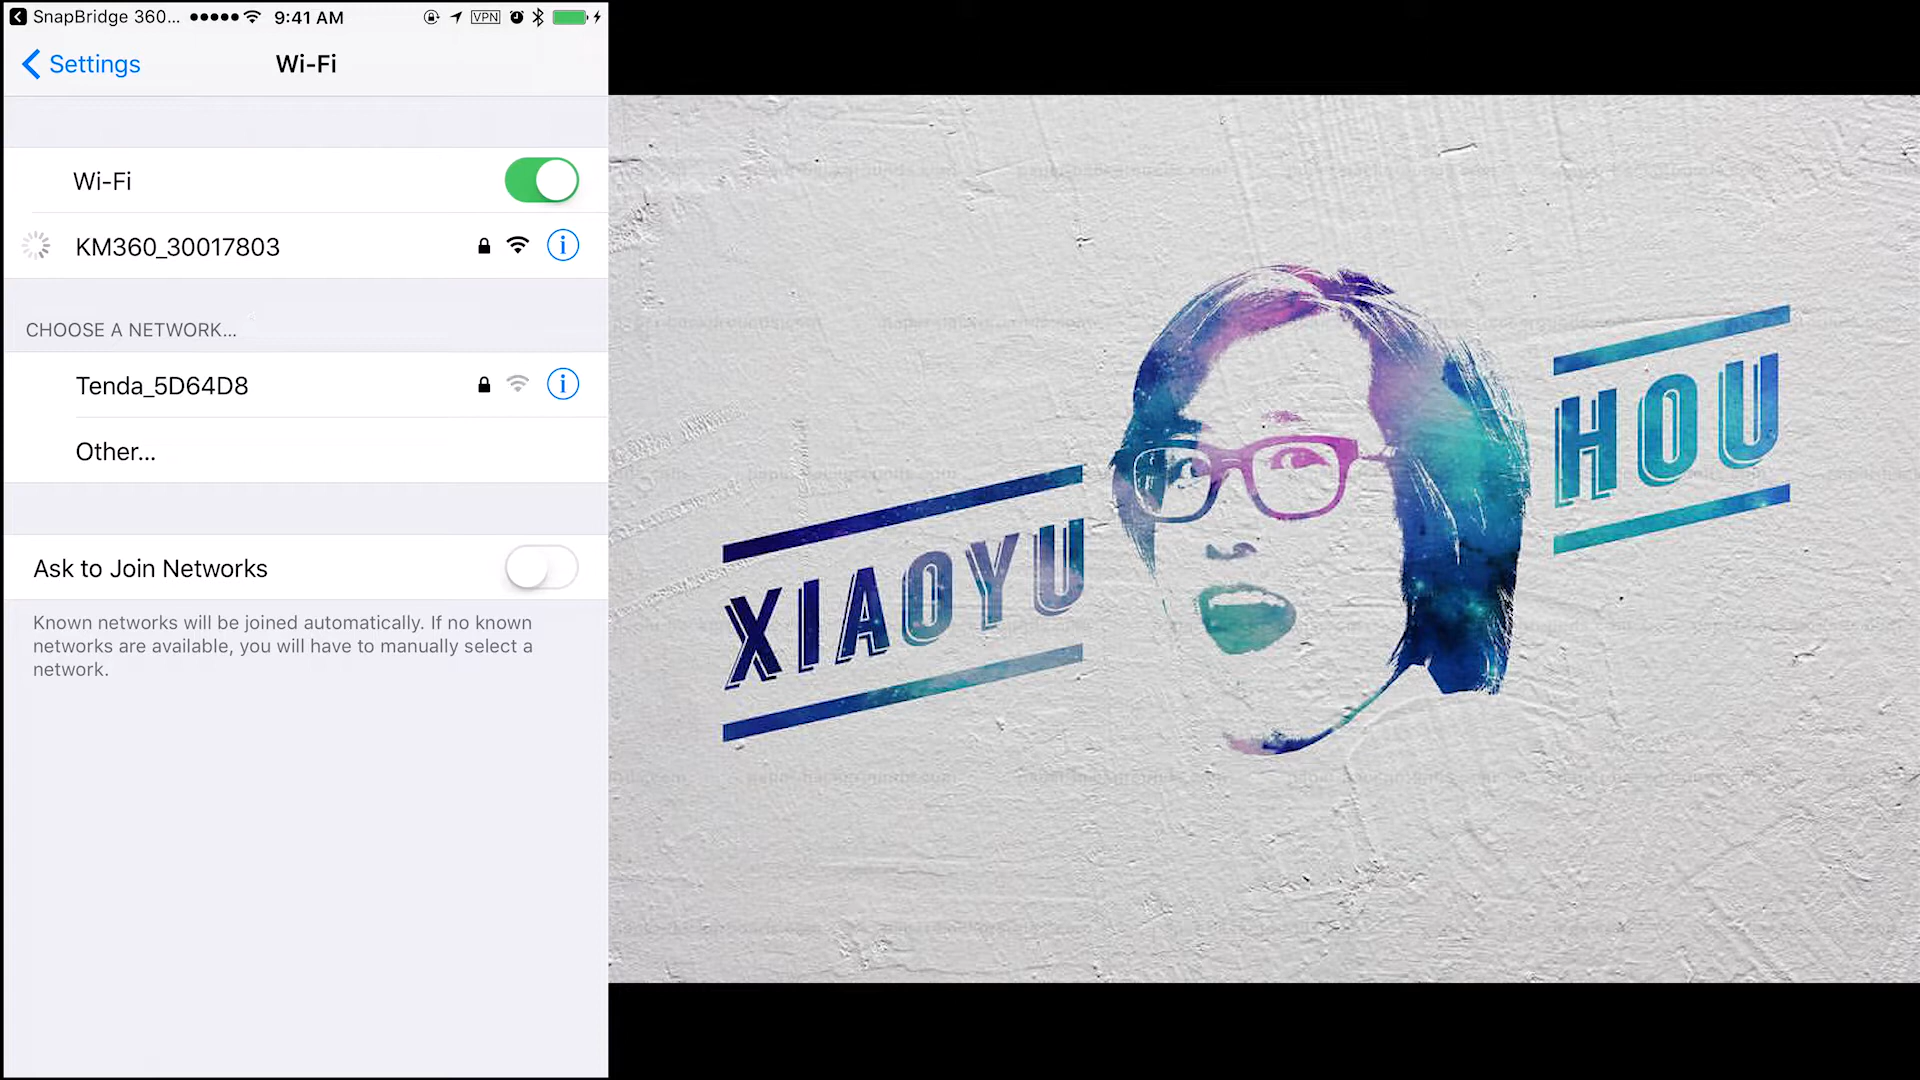 SnapBridge 360... 9:41 AM VPN
Settings
Wi-Fi
Wi-Fi
KM360_30017803
CHOOSE A NETWORK...
Tenda_5D64D8
Other...
Ask to Join Networks
Known networks will be joined automatically. If no known
networks are available, you will have to manually select a
network.
XIAOYU
HOU